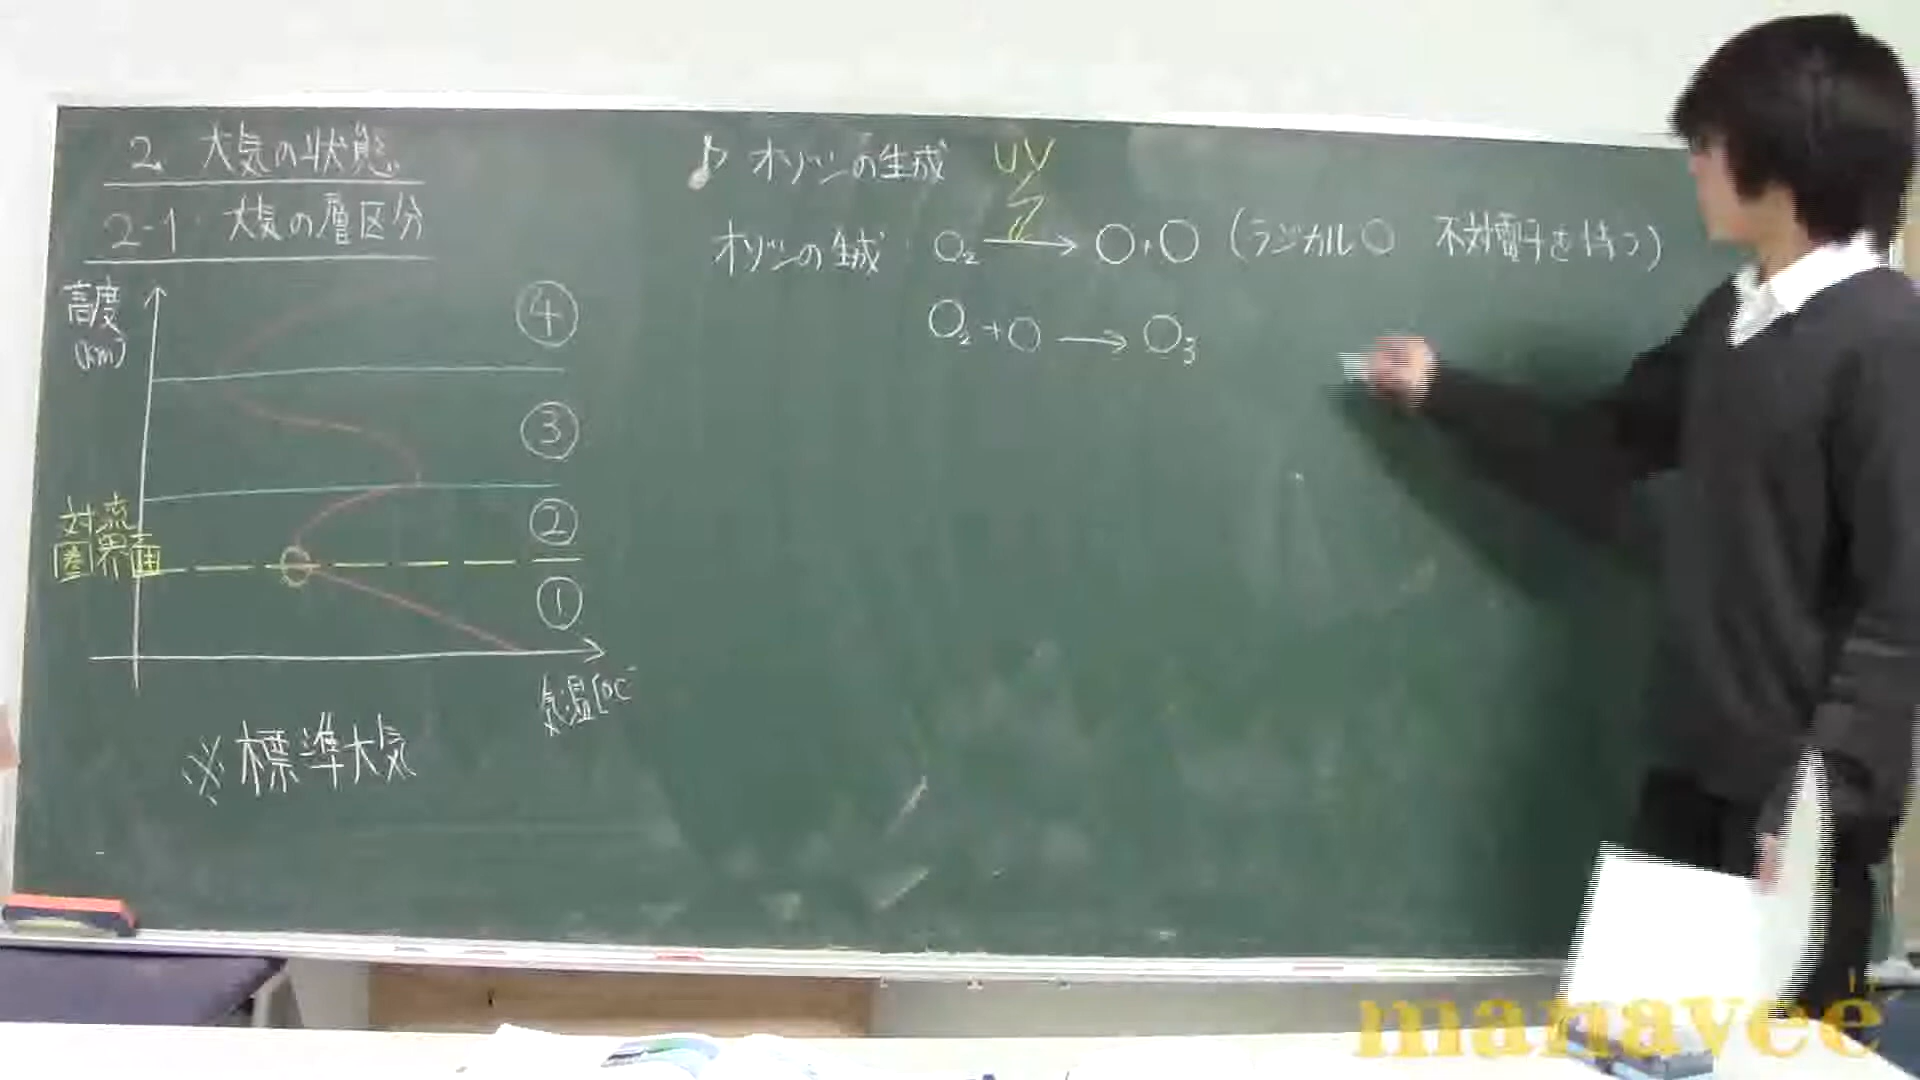 2. 大気の状態
2-1. 大気の層区分
高度
(km)
④
③
②
①
対流
圏界面
気温[℃
※標準大気
♪ オゾンの生成
UV
オゾンの生成 O₂ → O + O (ラジカルO 不対電子を持つ)
O₂ + O → O₃
manavee